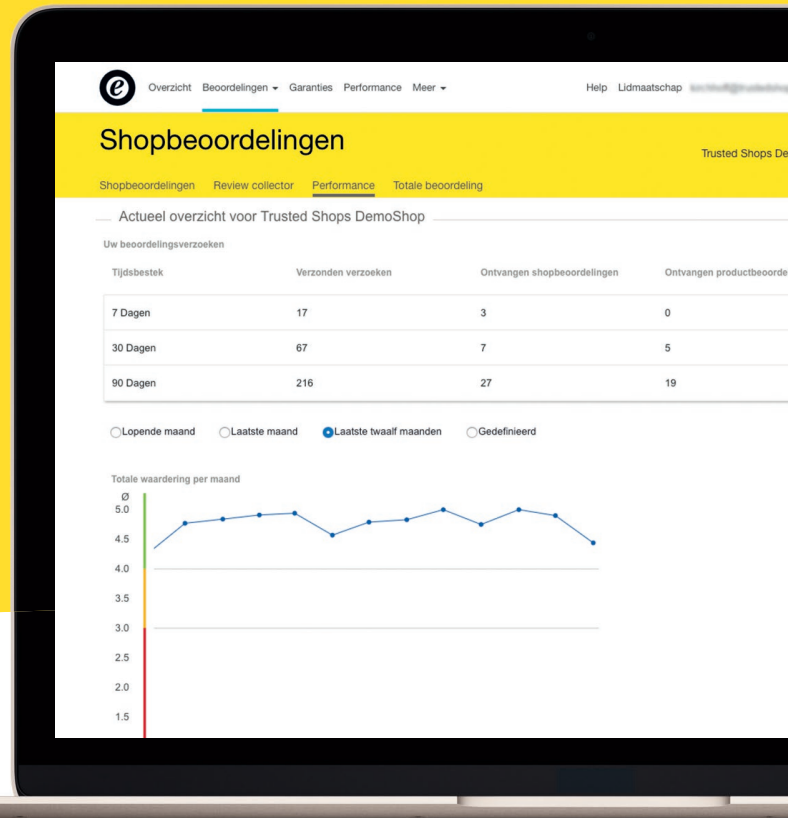 e
Overzicht Beoordelingen Garanties Performance Meer Help Lidmaatschap
Shopbeoordelingen
Trusted Shops De
Shopbeoordelingen Review collector Performance Totale beoordeling
Actueel overzicht voor Trusted Shops DemoShop
Uw beoordelingsverzoeken
Tijdsbestek Verzonden verzoeken Ontvangen shopbeoordelingen Ontvangen productbeoorde
7 Dagen 17 3 0
30 Dagen 67 7 5
90 Dagen 216 27 19
Lopende maand Laatste maand Laatste twaalf maanden Gedefinieerd
Totale waardering per maand
Ø
5.0
4.5
4.0
3.5
3.0
2.5
2.0
1.5